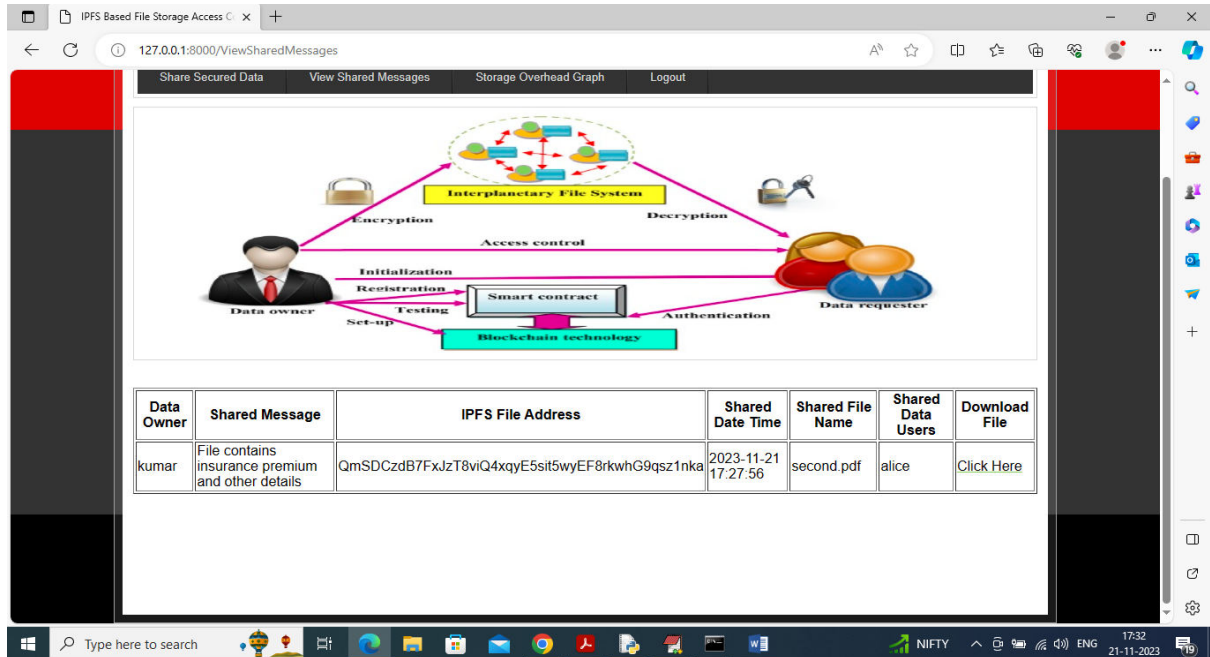 IPFS Based File Storage Access C
127.0.0.1:8000/ViewSharedMessages
Share Secured Data View Shared Messages Storage Overhead Graph Logout
Interplanetary File System
Encryption
Decryption
Access control
Initialization
Registration
Smart contract
Data owner
Testing
Data requester
Set-up
Authentication
Blockchain technology
Data Owner
Shared Message
IPFS File Address
Shared Date Time
Shared File Name
Shared Data Users
Download File
kumar
File contains
insurance premium
and other details
QmSDCzdB7FxJzT8viQ4xqyE5sit5wyEF8rkwhG9qsz1nka
2023-11-21
17:27:56
second.pdf
alice
Click Here
Type here to search
NIFTY
ENG
17:32
21-11-2023
19